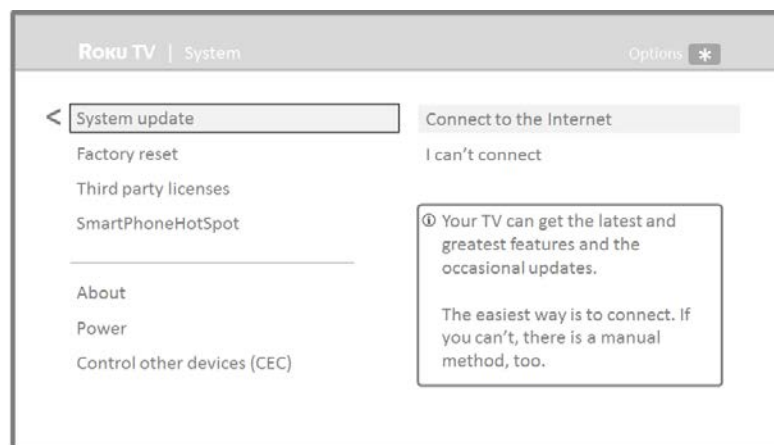 ROKU TV | System
Options *
< System update
Factory reset
Third party licenses
SmartPhoneHotSpot
About
Power
Control other devices (CEC)
Connect to the Internet
I can't connect
ⓘ Your TV can get the latest and
greatest features and the
occasional updates.
The easiest way is to connect. If
you can't, there is a manual
method, too.